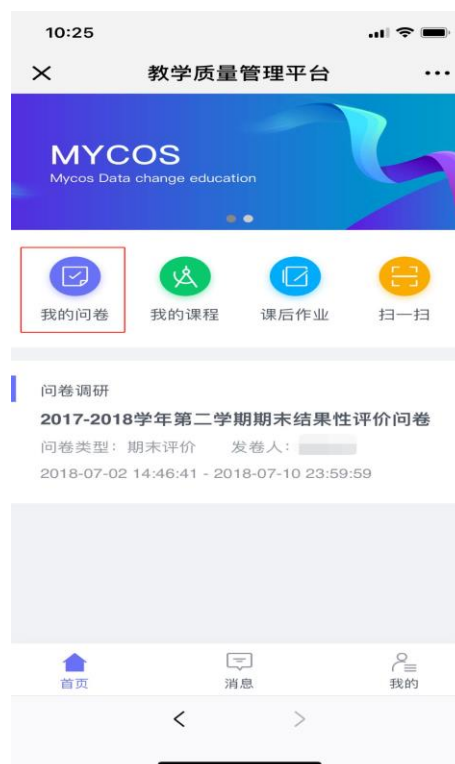 10:25
教学质量管理平台
MYCOS
Mycos Data change education
我的问卷 我的课程 课后作业 扫一扫
问卷调研
2017-2018学年第二学期期末结果性评价问卷
问卷类型：期末评价 发卷人：
2018-07-02 14:46:41 - 2018-07-10 23:59:59
首页 消息 我的